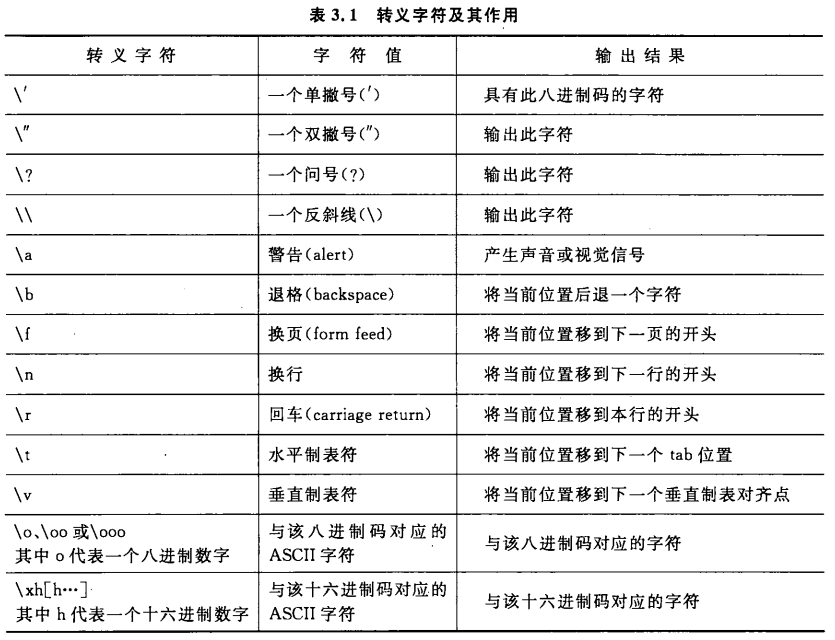 表 3.1 转义字符及其作用
转义字符 字符值 输出结果
\′ 一个单撇号(′) 具有此八进制码的字符
\″ 一个双撇号(″) 输出此字符
\? 一个问号(?) 输出此字符
\\ 一个反斜线(\) 输出此字符
\a 警告(alert) 产生声音或视觉信号
\b 退格(backspace) 将当前位置后退一个字符
\f 换页(form feed) 将当前位置移到下一页的开头
\n 换行 将当前位置移到下一行的开头
\r 回车(carriage return) 将当前位置移到本行的开头
\t 水平制表符 将当前位置移到下一个 tab 位置
\v 垂直制表符 将当前位置移到下一个垂直制表对齐点
\o、\oo 或\ooo
其中 o 代表一个八进制数字
与该八进制码对应的
ASCII 字符
与该八进制码对应的字符
\xh[h…]
其中 h 代表一个十六进制数字
与该十六进制码对应的
ASCII 字符
与该十六进制码对应的字符